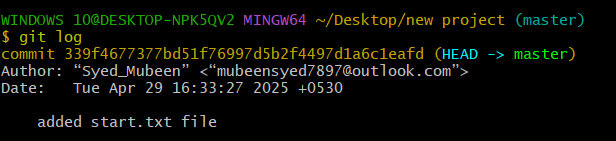 WINDOWS 10@DESKTOP-NPK5QV2 MINGW64 ~/Desktop/new project (master)
$ git log
commit 339f4677377bd51f76997d5b2f4497d1a6c1eafd (HEAD -> master)
Author: “Syed_Mubeen” <“mubeensyed7897@outlook.com”>
Date:   Tue Apr 29 16:33:27 2025 +0530
    added start.txt file